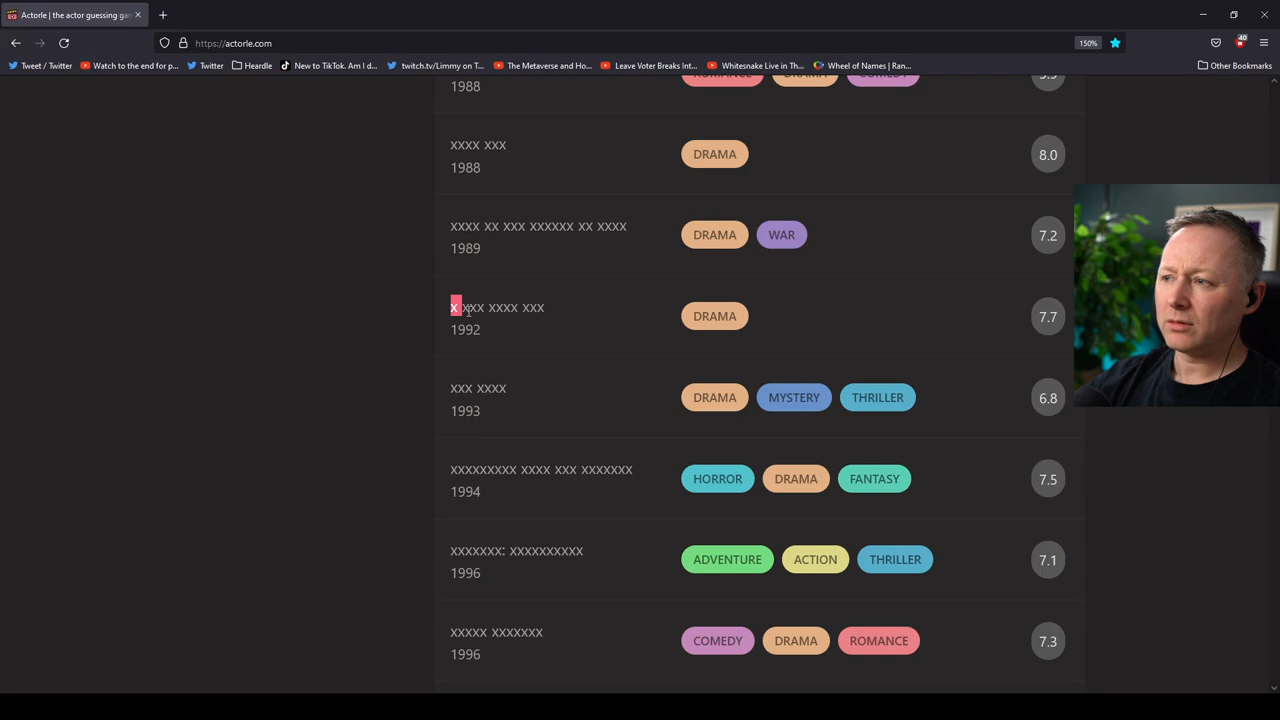 Actorle | the actor guessing gam
https://actorle.com
150%
40
Tweet / Twitter
Watch to the end for p...
Twitter
Heardle
New to TikTok. Am I d...
twitch.tv/Limmy on T...
The Metaverse and Ho...
Leave Voter Breaks Int...
Whitesnake Live in Th...
Wheel of Names | Ran...
Other Bookmarks
ROMANCE DRAMA COMEDY
1988
xxxx xxx
DRAMA
8.0
1988
xxxx xx xxx xxxxxx xx xxxx
DRAMA WAR
7.2
1989
x xxx xxxx xxx
DRAMA
7.7
1992
xxx xxxx
DRAMA MYSTERY THRILLER
6.8
1993
xxxxxxxxx xxxx xxx xxxxxxx
HORROR DRAMA FANTASY
7.5
1994
xxxxxxx: xxxxxxxxxx
ADVENTURE ACTION THRILLER
7.1
1996
xxxxx xxxxxxx
COMEDY DRAMA ROMANCE
7.3
1996